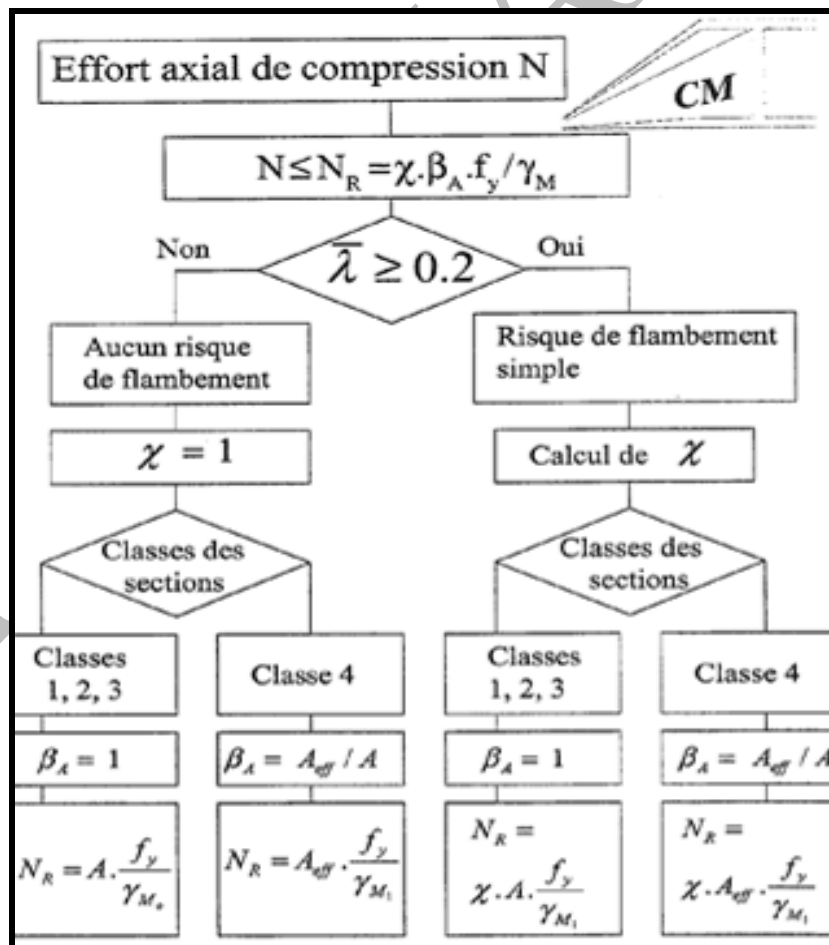 Effort axial de compression N
CM
N ≤ N_R = χ.β_A.f_y/γ_M
Non
λ̅ ≥ 0.2
Oui
Aucun risque
de flambement
Risque de flambement
simple
χ = 1
Calcul de χ
Classes des
sections
Classes des
sections
Classes
1, 2, 3
Classe 4
Classes
1, 2, 3
Classe 4
β_A = 1
β_A = A_eff / A
β_A = 1
β_A = A_eff / A
N_R = A . f_y / γ_M₀
N_R = A_eff . f_y / γ_M₁
N_R =
χ . A . f_y / γ_M₁
N_R =
χ . A_eff . f_y / γ_M₁